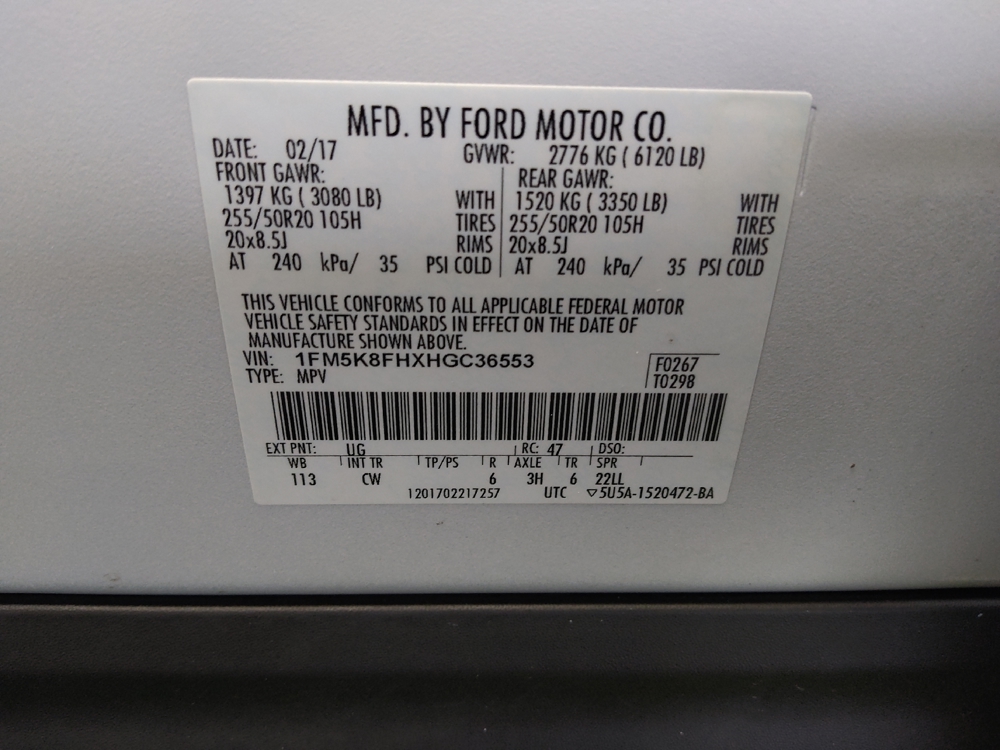 MFD. BY FORD MOTOR CO.
DATE: 02/17 GVWR: 2776 KG ( 6120 LB)
FRONT GAWR: REAR GAWR:
1397 KG ( 3080 LB) WITH 1520 KG ( 3350 LB) WITH
255/50R20 105H TIRES 255/50R20 105H TIRES
20x8.5J RIMS 20x8.5J RIMS
AT 240 kPa/ 35 PSI COLD AT 240 kPa/ 35 PSI COLD
THIS VEHICLE CONFORMS TO ALL APPLICABLE FEDERAL MOTOR
VEHICLE SAFETY STANDARDS IN EFFECT ON THE DATE OF
MANUFACTURE SHOWN ABOVE.
VIN: 1FM5K8FHXHGC36553 F0267
TYPE: MPV T0298
EXT PNT: UG RC: 47 DSO:
WB INT TR TP/PS R AXLE TR SPR
113 CW 6 3H 6 22LL
1201702217257 UTC ▽5U5A-1520472-BA